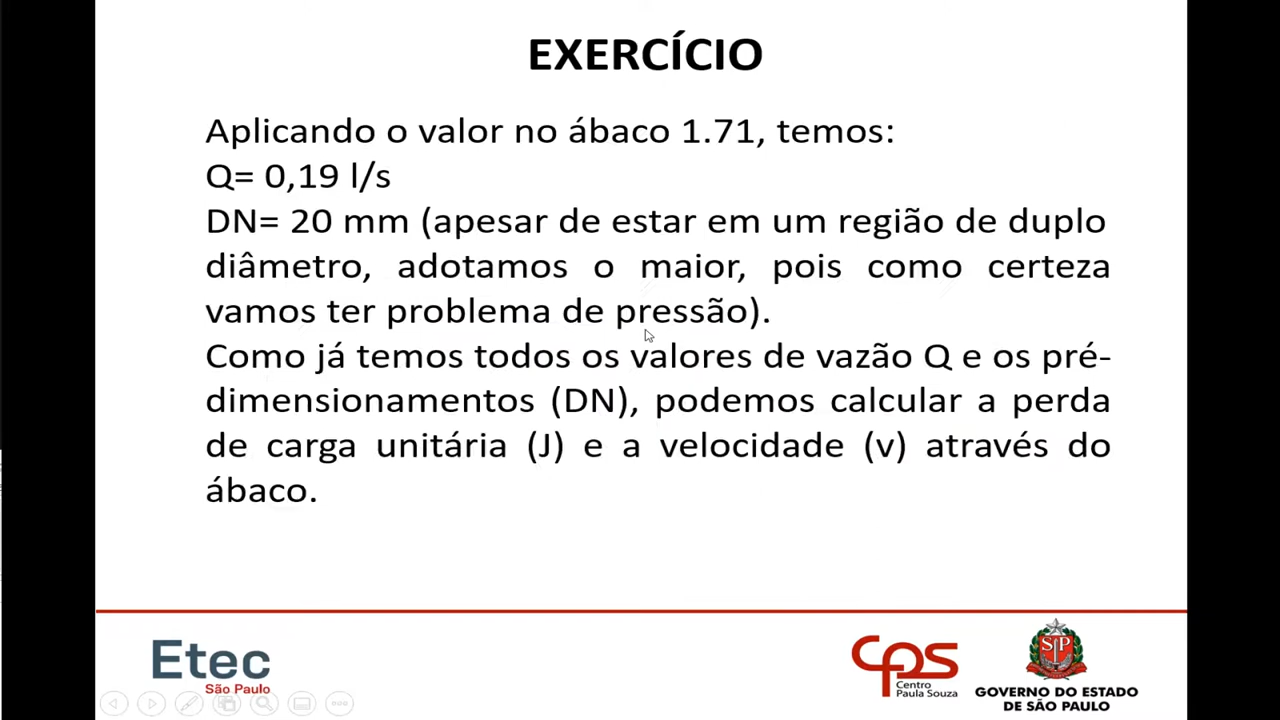 EXERCÍCIO
Aplicando o valor no ábaco 1.71, temos:
Q= 0,19 l/s
DN= 20 mm (apesar de estar em um região de duplo
diâmetro, adotamos o maior, pois como certeza
vamos ter problema de pressão).
Como já temos todos os valores de vazão Q e os pré-
dimensionamentos (DN), podemos calcular a perda
de carga unitária (J) e a velocidade (v) através do
ábaco.
Etec
São Paulo
CPS
Centro
Paula Souza
SP
GOVERNO DO ESTADO
DE SÃO PAULO